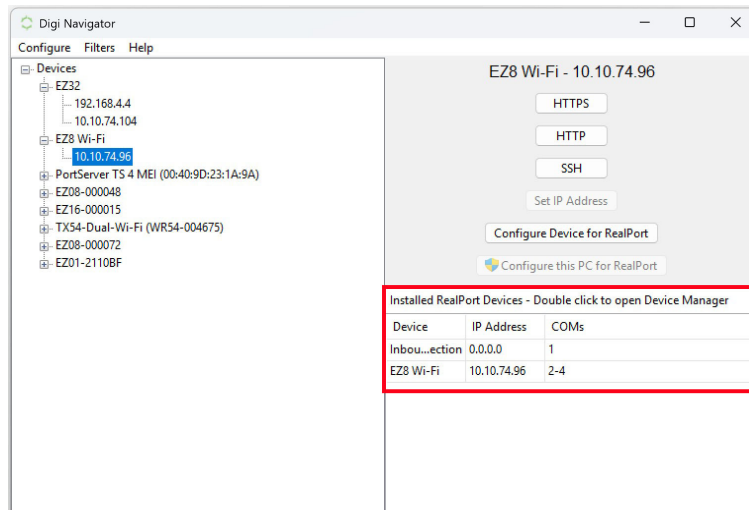 Digi Navigator
Configure Filters Help
Devices
EZ32
192.168.4.4
10.10.74.104
EZ8 Wi-Fi
10.10.74.96
PortServer TS 4 MEI (00:40:9D:23:1A:9A)
EZ08-000048
EZ16-000015
TX54-Dual-Wi-Fi (WR54-004675)
EZ08-000072
EZ01-2110BF
EZ8 Wi-Fi - 10.10.74.96
HTTPS
HTTP
SSH
Set IP Address
Configure Device for RealPort
Configure this PC for RealPort
Installed RealPort Devices - Double click to open Device Manager
Device IP Address COMs
Inbou...ection 0.0.0.0 1
EZ8 Wi-Fi 10.10.74.96 2-4